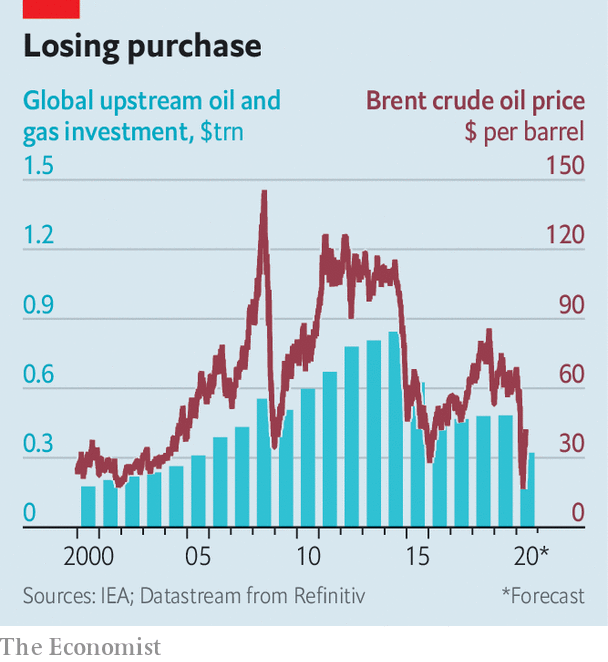 Losing purchase
Global upstream oil and
gas investment, $trn
Brent crude oil price
$ per barrel
1.5 150
1.2 120
0.9 90
0.6 60
0.3 30
0 0
2000 05 10 15 20*
Sources: IEA; Datastream from Refinitiv *Forecast
The Economist